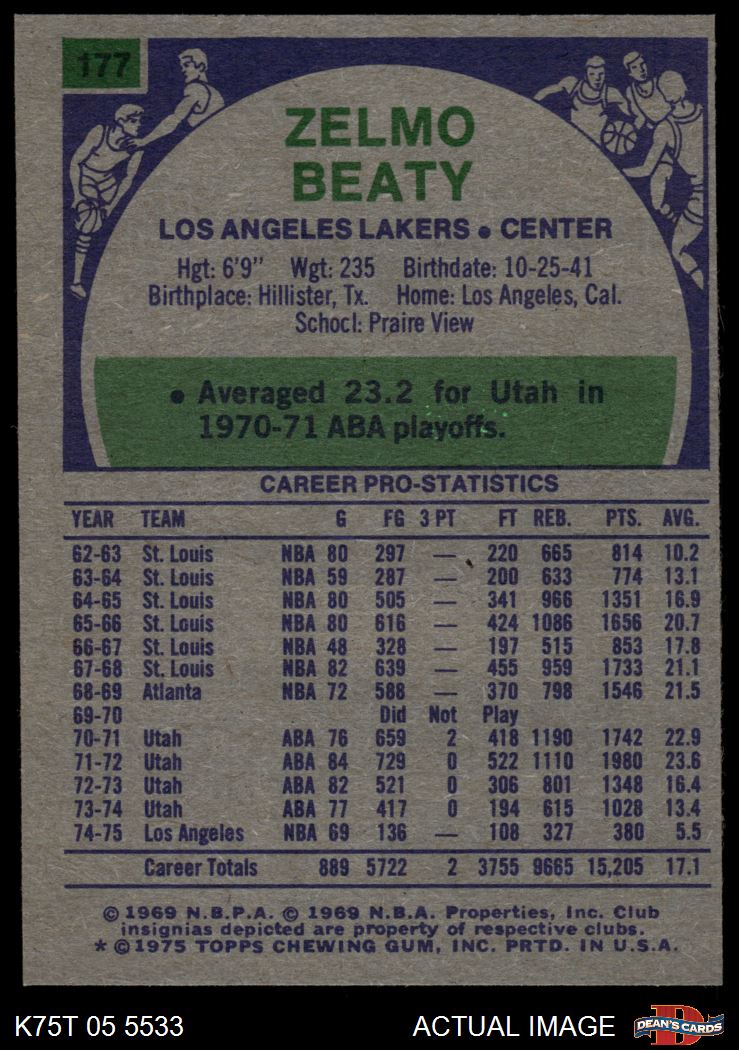 177
ZELMO
BEATY
LOS ANGELES LAKERS • CENTER
Hgt: 6'9" Wgt: 235 Birthdate: 10-25-41
Birthplace: Hillister, Tx. Home: Los Angeles, Cal.
School: Praire View
• Averaged 23.2 for Utah in
1970-71 ABA playoffs.
CAREER PRO-STATISTICS
YEAR TEAM G FG 3 PT FT REB. PTS. AVG.
62-63 St. Louis NBA 80 297 — 220 665 814 10.2
63-64 St. Louis NBA 59 287 — 200 633 774 13.1
64-65 St. Louis NBA 80 505 — 341 966 1351 16.9
65-66 St. Louis NBA 80 616 — 424 1086 1656 20.7
66-67 St. Louis NBA 48 328 — 197 515 853 17.8
67-68 St. Louis NBA 82 639 — 455 959 1733 21.1
68-69 Atlanta NBA 72 588 — 370 798 1546 21.5
69-70 Did Not Play
70-71 Utah ABA 76 659 2 418 1190 1742 22.9
71-72 Utah ABA 84 729 0 522 1110 1980 23.6
72-73 Utah ABA 82 521 0 306 801 1348 16.4
73-74 Utah ABA 77 417 0 194 615 1028 13.4
74-75 Los Angeles NBA 69 136 — 108 327 380 5.5
Career Totals 889 5722 2 3755 9665 15,205 17.1
© 1969 N.B.P.A. © 1969 N.B.A. Properties, Inc. Club
insignias depicted are property of respective clubs.
* © 1975 TOPPS CHEWING GUM, INC. PRTD. IN U.S.A.
K75T 05 5533 ACTUAL IMAGE D DEAN'S CARDS